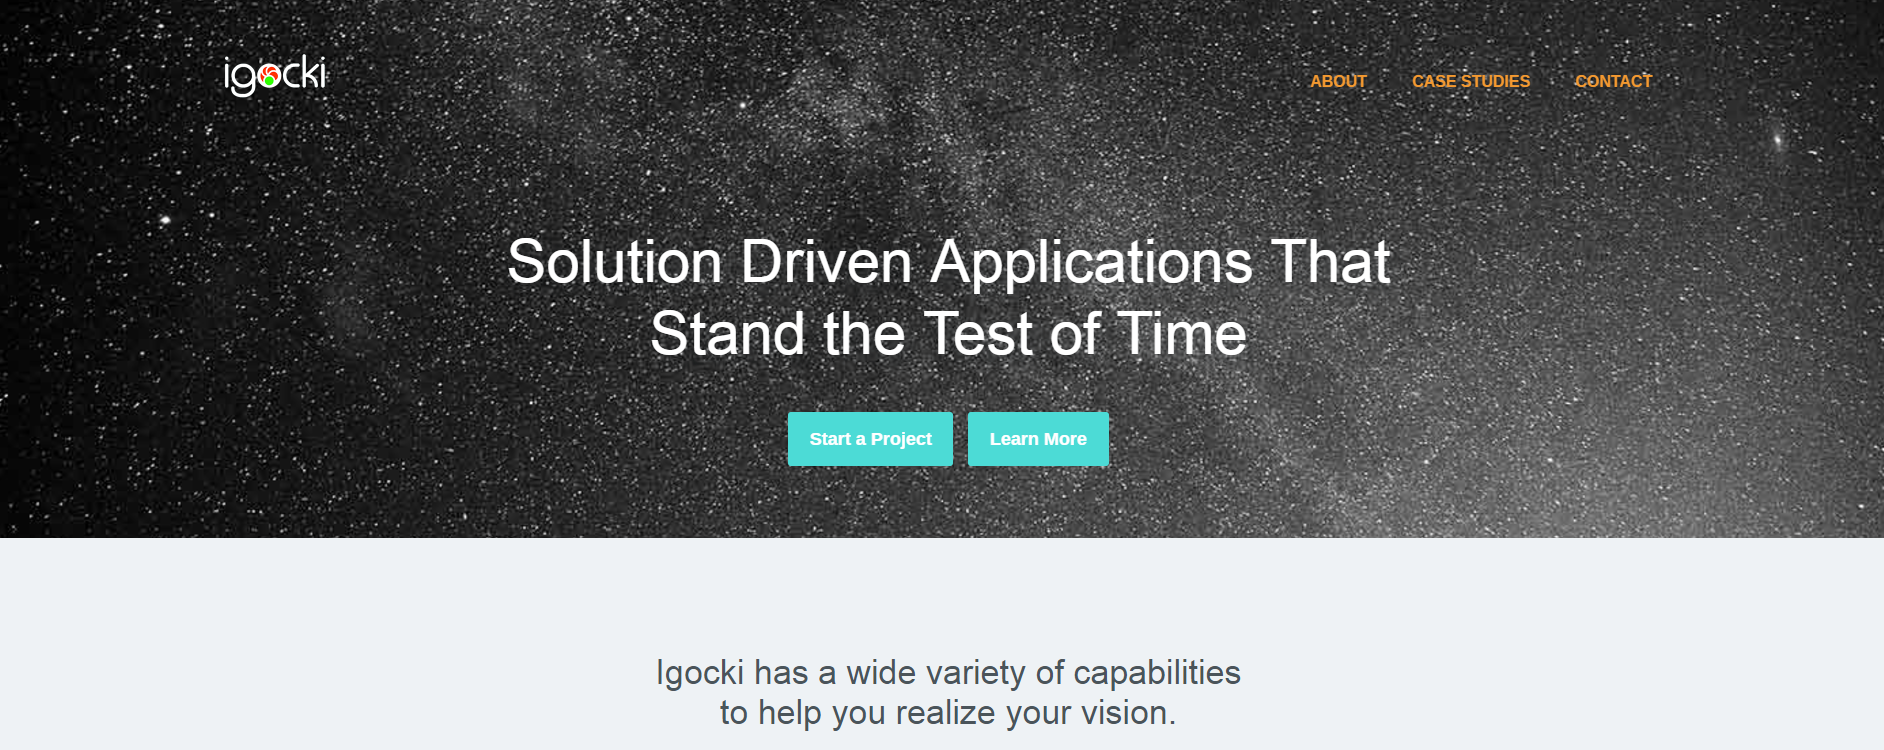 igocki
ABOUT CASE STUDIES CONTACT
Solution Driven Applications That
Stand the Test of Time
Start a Project Learn More
Igocki has a wide variety of capabilities
to help you realize your vision.